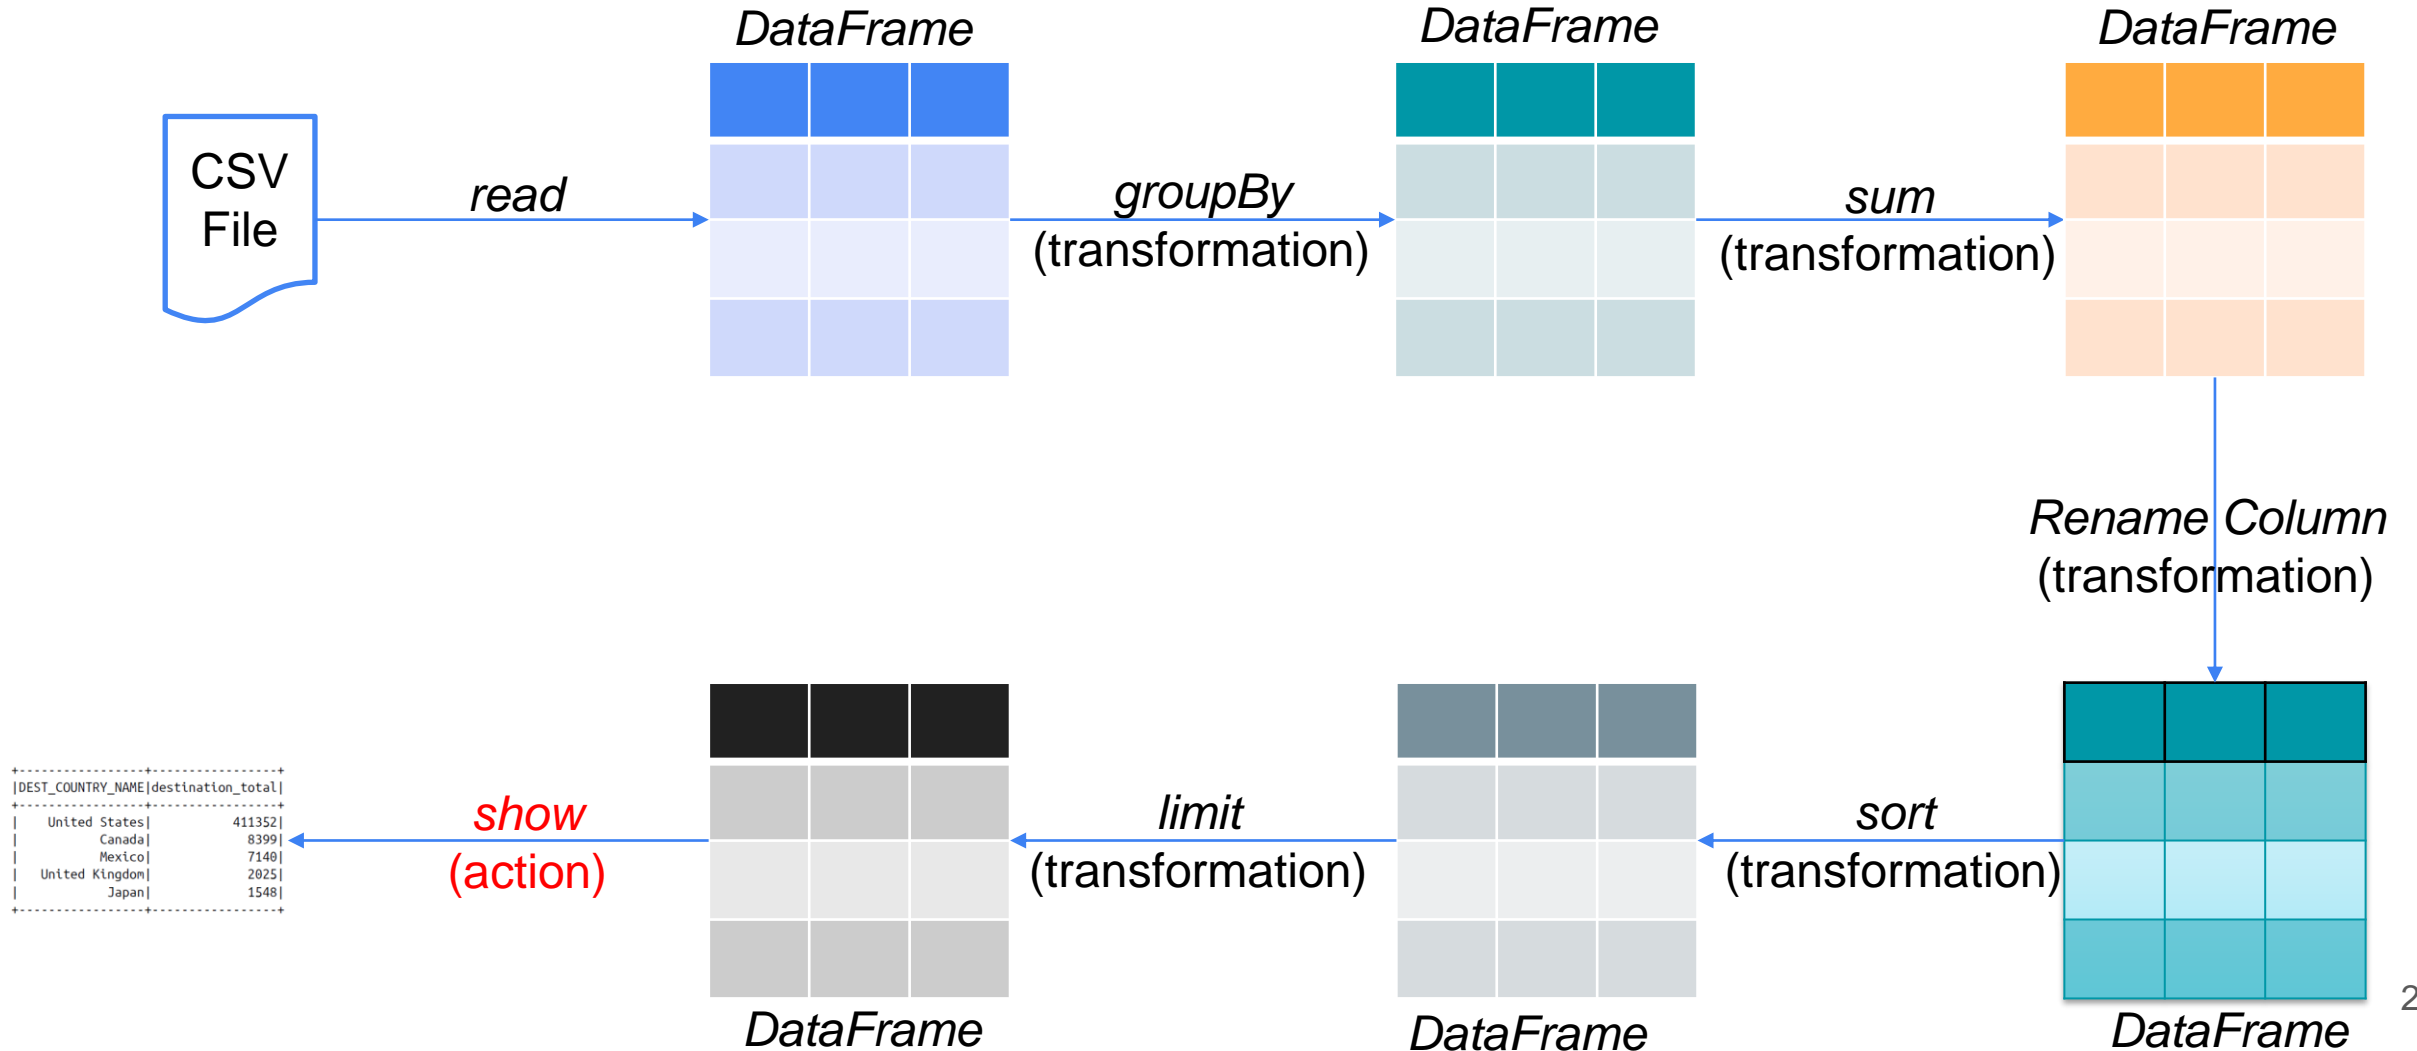 DataFrame
DataFrame
DataFrame
CSV
File
read
groupBy
(transformation)
sum
(transformation)
Rename Column
(transformation)
sort
(transformation)
limit
(transformation)
show
(action)
+-----------------+-----------------+
|DEST_COUNTRY_NAME|destination_total|
+-----------------+-----------------+
|    United States|           411352|
|           Canada|             8399|
|           Mexico|             7140|
|   United Kingdom|             2025|
|            Japan|             1548|
+-----------------+-----------------+
DataFrame
DataFrame
DataFrame
2